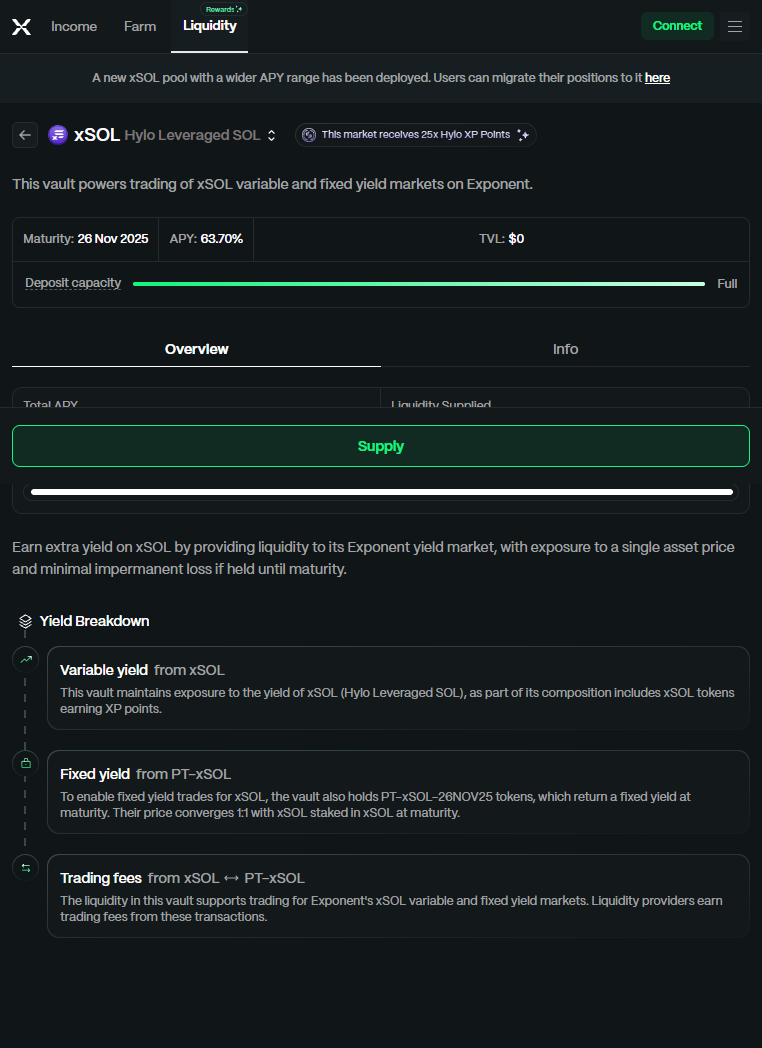 Income
Farm
Rewards
Liquidity
Connect
A new xSOL pool with a wider APY range has been deployed. Users can migrate their positions to it here
xSOL Hylo Leveraged SOL
This market receives 25x Hylo XP Points
This vault powers trading of xSOL variable and fixed yield markets on Exponent.
Maturity: 26 Nov 2025
APY: 63.70%
TVL: $0
Deposit capacity
Full
Overview
Info
Total APY
Liquidity Supplied
Supply
Earn extra yield on xSOL by providing liquidity to its Exponent yield market, with exposure to a single asset price
and minimal impermanent loss if held until maturity.
Yield Breakdown
Variable yield from xSOL
This vault maintains exposure to the yield of xSOL (Hylo Leveraged SOL), as part of its composition includes xSOL tokens
earning XP points.
Fixed yield from PT-xSOL
To enable fixed yield trades for xSOL, the vault also holds PT-xSOL-26NOV25 tokens, which return a fixed yield at
maturity. Their price converges 1:1 with xSOL staked in xSOL at maturity.
Trading fees from xSOL ↔ PT-xSOL
The liquidity in this vault supports trading for Exponent's xSOL variable and fixed yield markets. Liquidity providers earn
trading fees from these transactions.